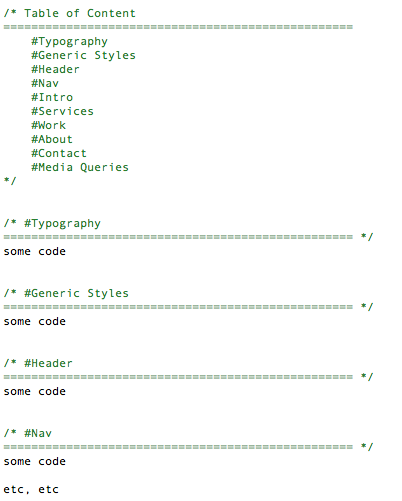 /* Table of Content
==================================================
    #Typography
    #Generic Styles
    #Header
    #Nav
    #Intro
    #Services
    #Work
    #About
    #Contact
    #Media Queries
*/
/* #Typography
================================================== */
some code
/* #Generic Styles
================================================== */
some code
/* #Header
================================================== */
some code
/* #Nav
================================================== */
some code
etc, etc